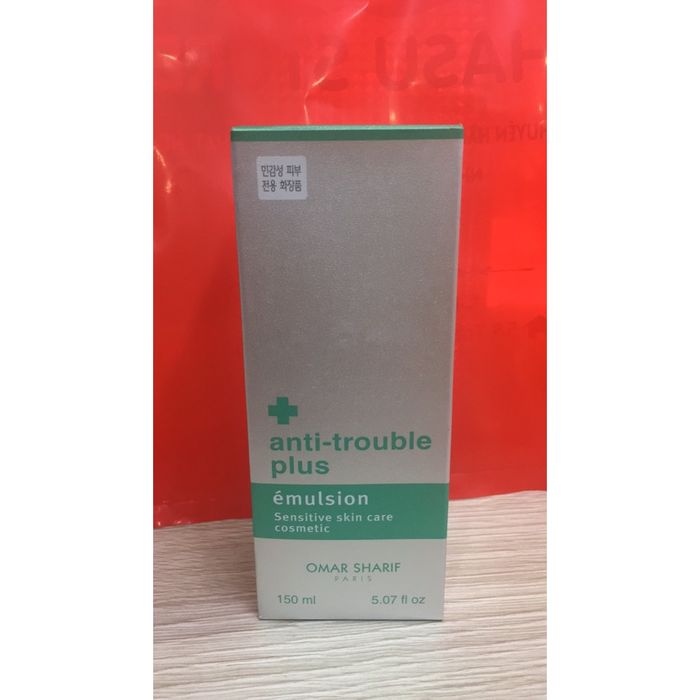 HASU S
민감성 피부
전용 화장품
anti-trouble
plus
émulsion
Sensitive skin care
cosmetic
OMAR SHARIF
PARIS
150 ml 5.07 fl oz